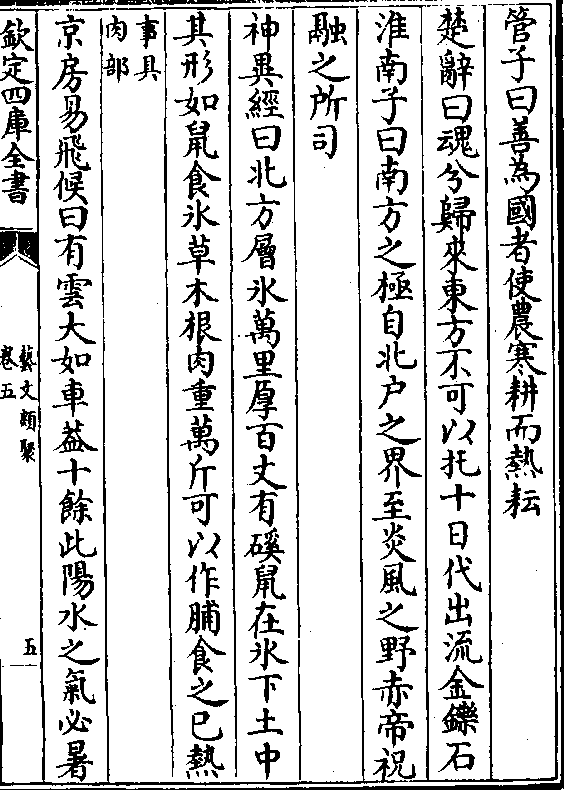 管子曰善為國者使農寒耕而熱耘
楚辭曰魂兮歸來東方不可以托十日代出流金鑠石
淮南子曰南方之極自北户之界至炎風之野赤帝祝
融之所司
神異經曰北方層氷萬里厚百丈有磎鼠在氷下土中
其形如鼠食氷草木根肉重萬斤可以作脯食之已熱
事具
肉部
京房易飛候曰有雲大如車葢十餘此陽水之氣必暑
欽定四庫全書
藝文類聚
卷五
五